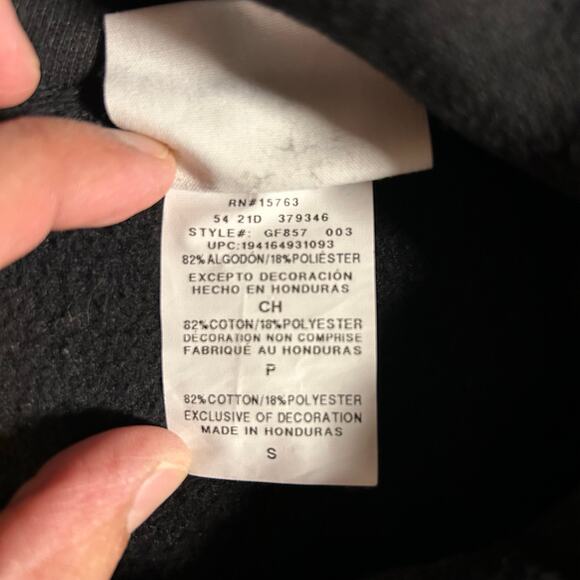 RN#15763
54 21D 379346
STYLE#: GF857 003
UPC:194164931093
82%ALGODÓN/18%POLIÉSTER
EXCEPTO DECORACIÓN
HECHO EN HONDURAS
CH
82%COTON/18%POLYESTER
DÉCORATION NON COMPRISE
FABRIQUÉ AU HONDURAS
P
82%COTTON/18%POLYESTER
EXCLUSIVE OF DECORATION
MADE IN HONDURAS
S